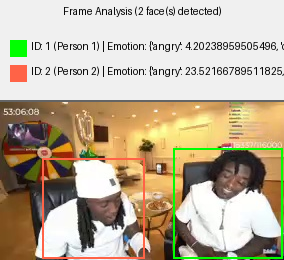 Frame Analysis (2 face(s) detected)
ID: 1 (Person 1) | Emotion: {'angry': 4.20238959505496, 'd
ID: 2 (Person 2) | Emotion: {'angry': 23.52166789511825,
53:06:08